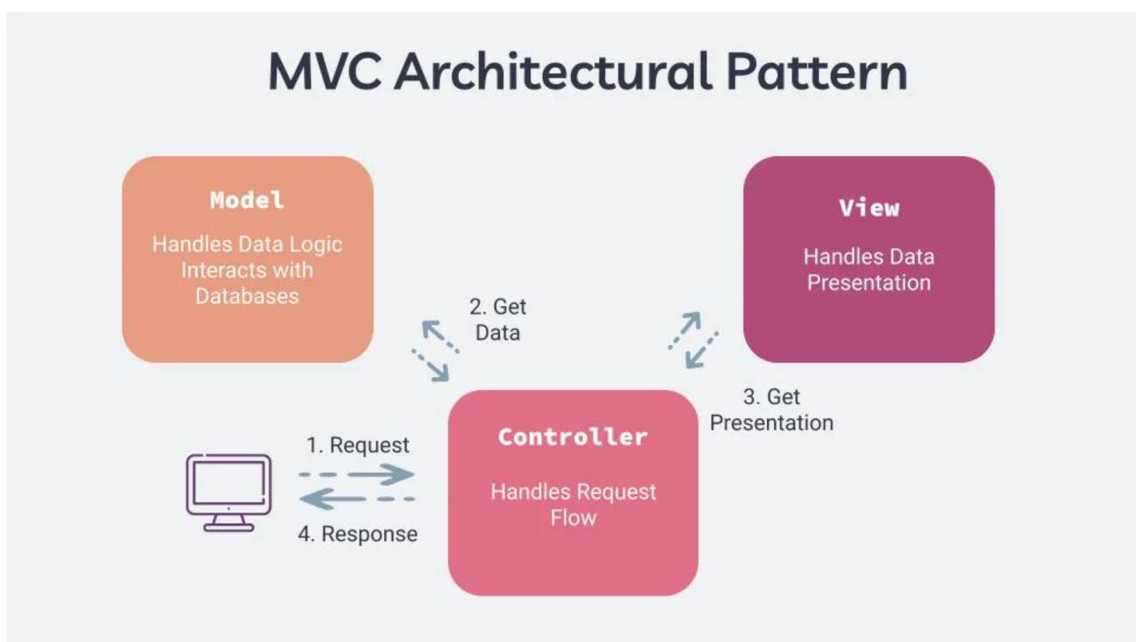 MVC Architectural Pattern
Model
Handles Data Logic
Interacts with
Databases
View
Handles Data
Presentation
2. Get
Data
3. Get
Presentation
Controller
Handles Request
Flow
1. Request
4. Response